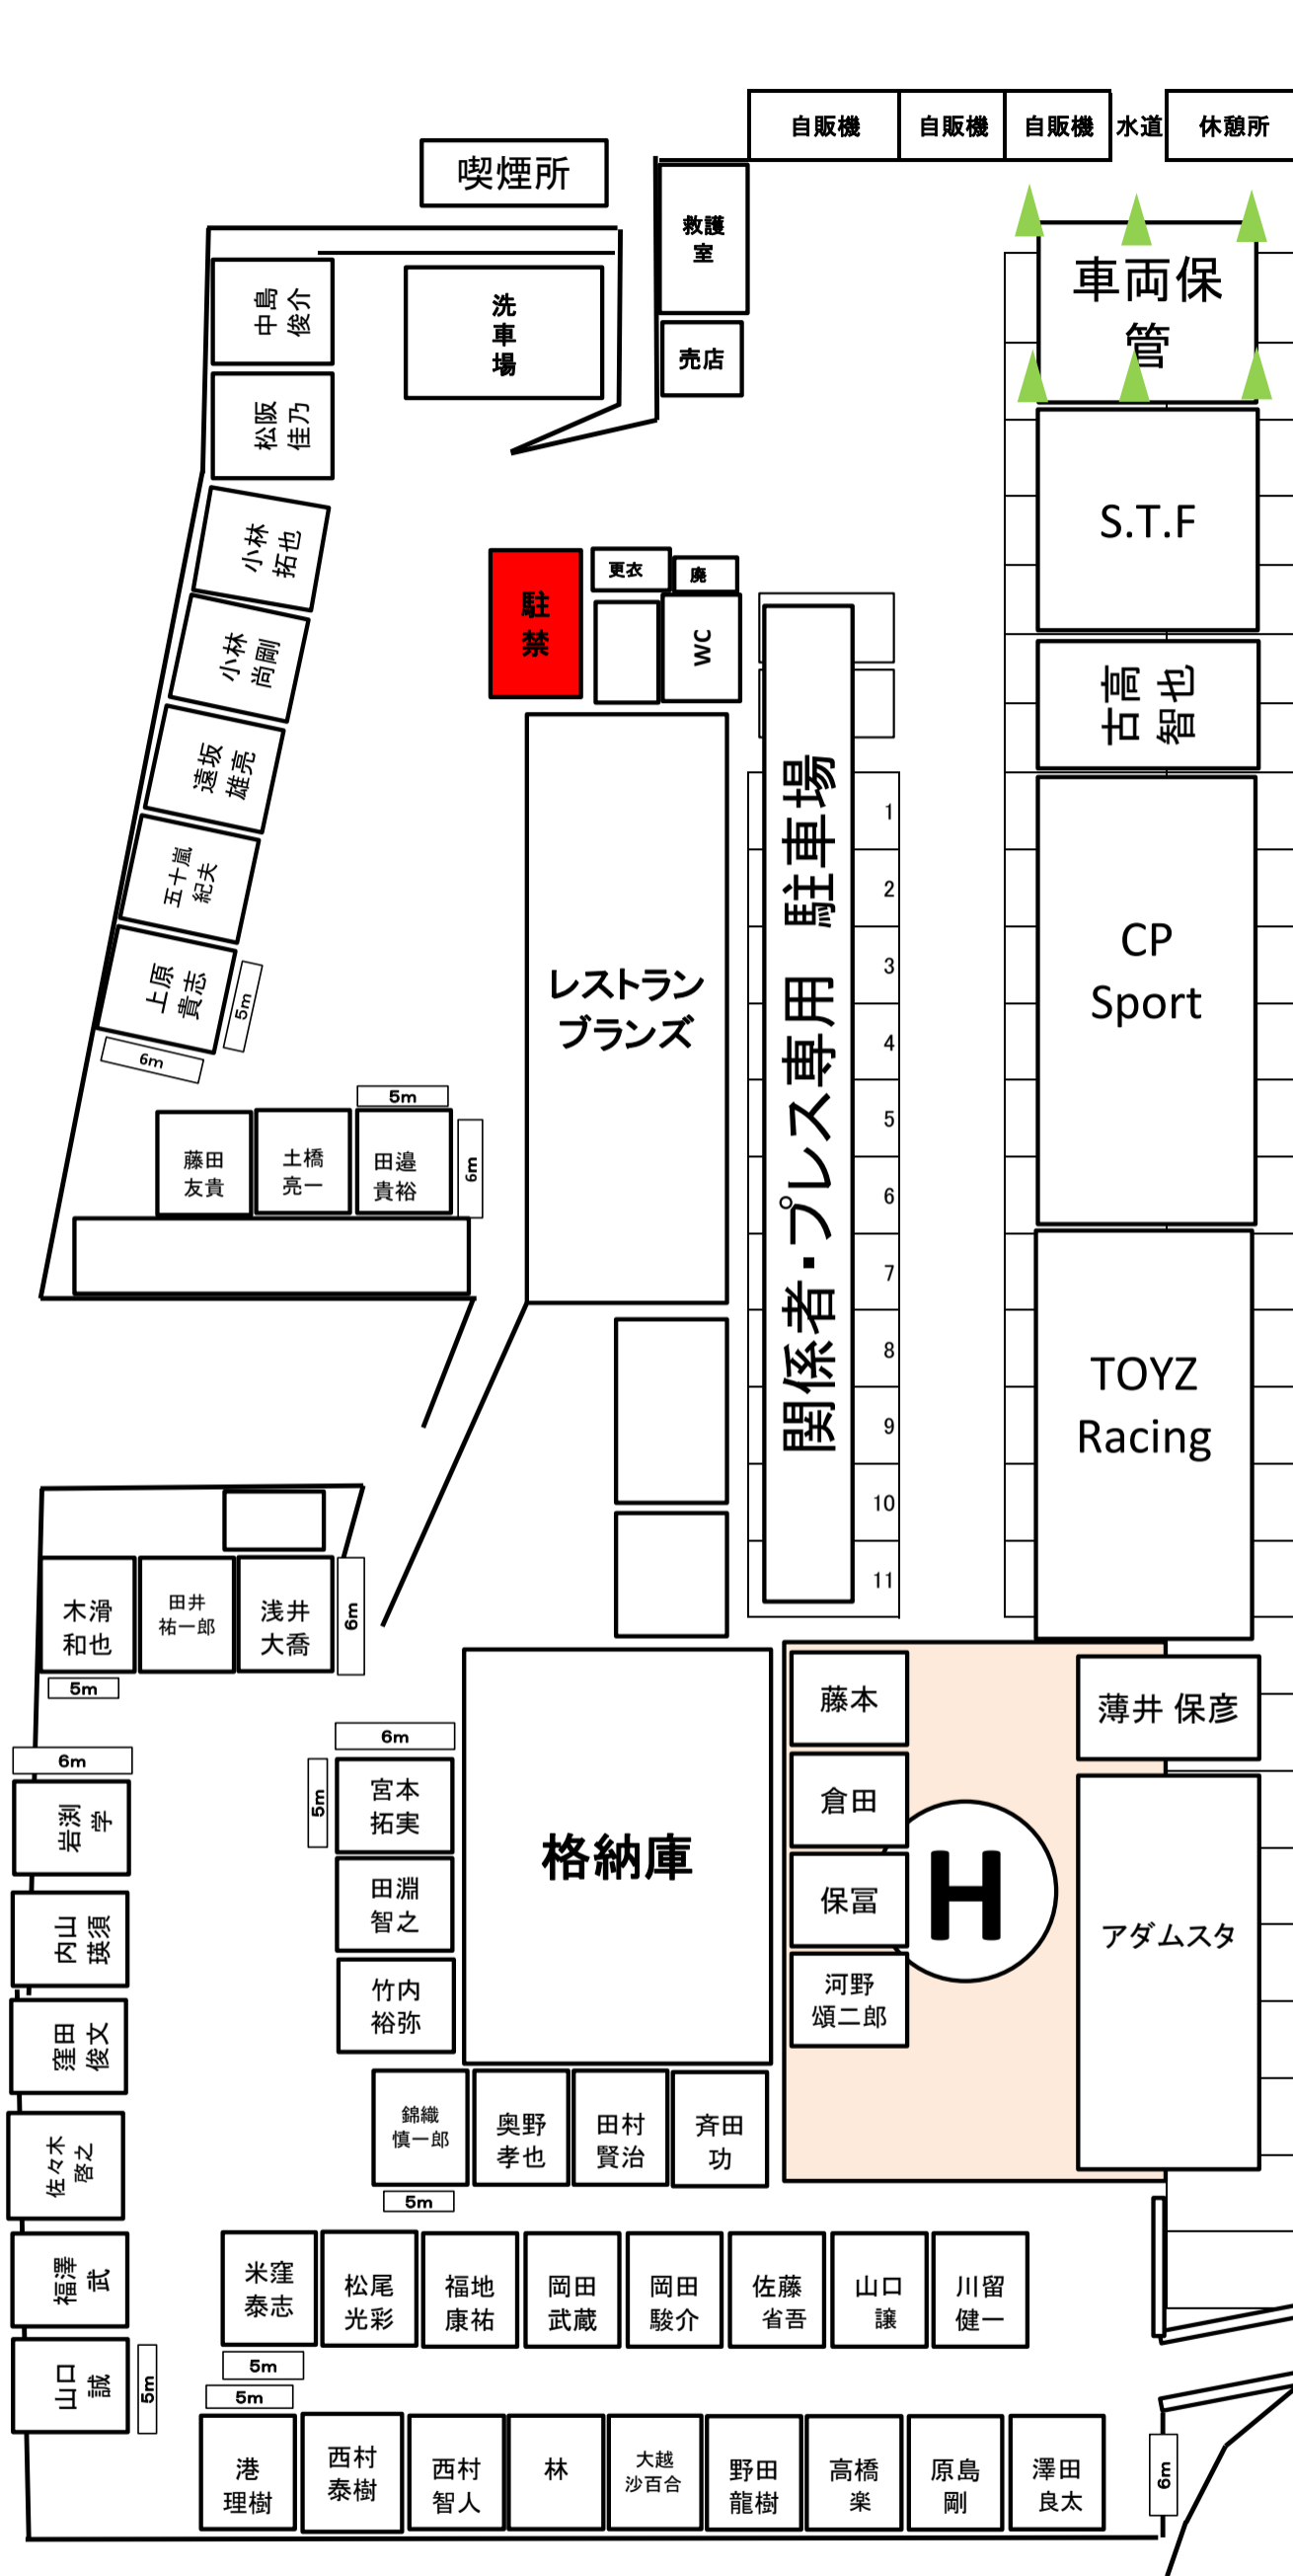 自販機
自販機
自販機
水道
休憩所
喫煙所
救護
室
売店
洗
車
場
車両保
管
中島
俊介
松阪
佳乃
小林
拓也
小林
尚剛
遠坂
雄亮
五十嵐
紀夫
上原
貴志
5m
6m
駐
禁
更衣
廃
WC
S.T.F
古高
智也
CP
Sport
TOYZ
Racing
レストラン
ブランズ
関係者・プレス専用 駐車場
1
2
3
4
5
6
7
8
9
10
11
5m
藤田
友貴
土橋
亮一
田邉
貴裕
6m
木滑
和也
田井
祐一郎
浅井
大喬
6m
5m
6m
岩渕
学
内山
瑛須
窪田
俊文
佐々木
啓之
福澤
武
山口
誠
5m
6m
5m
宮本
拓実
田淵
智之
竹内
裕弥
格納庫
藤本
倉田
保冨
河野
頌二郎
H
薄井 保彦
アダムスタ
錦織
慎一郎
奥野
孝也
田村
賢治
斉田
功
5m
米窪
泰志
松尾
光彩
福地
康祐
岡田
武蔵
岡田
駿介
佐藤
省吾
山口
譲
川留
健一
5m
5m
港
理樹
西村
泰樹
西村
智人
林
大越
沙百合
野田
龍樹
高橋
楽
原島
剛
澤田
良太
6m